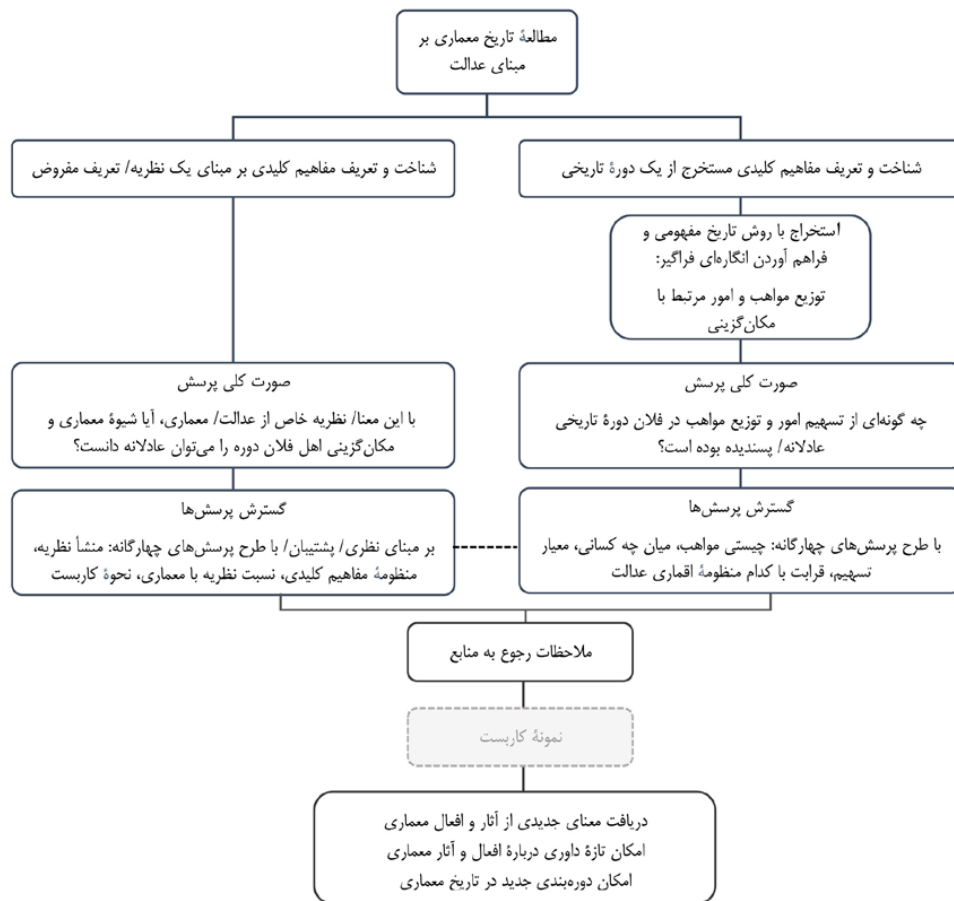 مطالعهٔ تاریخ معماری بر
مبنای عدالت
شناخت و تعریف مفاهیم کلیدی مستخرج از یک دورهٔ تاریخی
شناخت و تعریف مفاهیم کلیدی بر مبنای یک نظریه/ تعریف مفروض
استخراج با روش تاریخ مفهومی و
فراهم آوردن انگاره‌ای فراگیر:
توزیع مواهب و امور مرتبط با
مکان‌گزینی
صورت کلی پرسش
چه گونه‌ای از تسهیم امور و توزیع مواهب در فلان دورهٔ تاریخی
عادلانه/ پسندیده بوده است؟
صورت کلی پرسش
با این معنا/ نظریه خاص از عدالت/ معماری، آیا شیوهٔ معماری و
مکان‌گزینی اهل فلان دوره را می‌توان عادلانه دانست؟
گسترش پرسش‌ها
با طرح پرسش‌های چهارگانه: چیستی مواهب، میان چه کسانی، معیار
تسهیم، قرابت با کدام منظومهٔ اقماری عدالت
گسترش پرسش‌ها
بر مبنای نظری/ پشتیبان/ با طرح پرسش‌های چهارگانه: منشأ نظریه،
منظومهٔ مفاهیم کلیدی، نسبت نظریه با معماری، نحوهٔ کاربست
ملاحظات رجوع به منابع
نمونهٔ کاربست
دریافت معنای جدیدی از آثار و افعال معماری
امکان تازهٔ داوری دربارهٔ افعال و آثار معماری
امکان دوره‌بندی جدید در تاریخ معماری